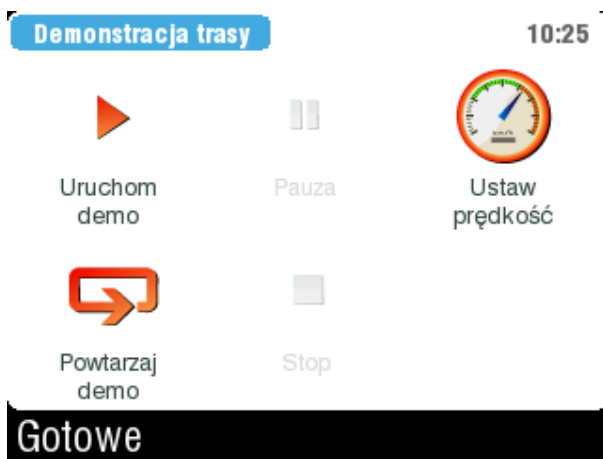 Demonstracja trasy 10:25
Uruchom
demo
Pauza
Ustaw
prędkość
Powtarzaj
demo
Stop
Gotowe